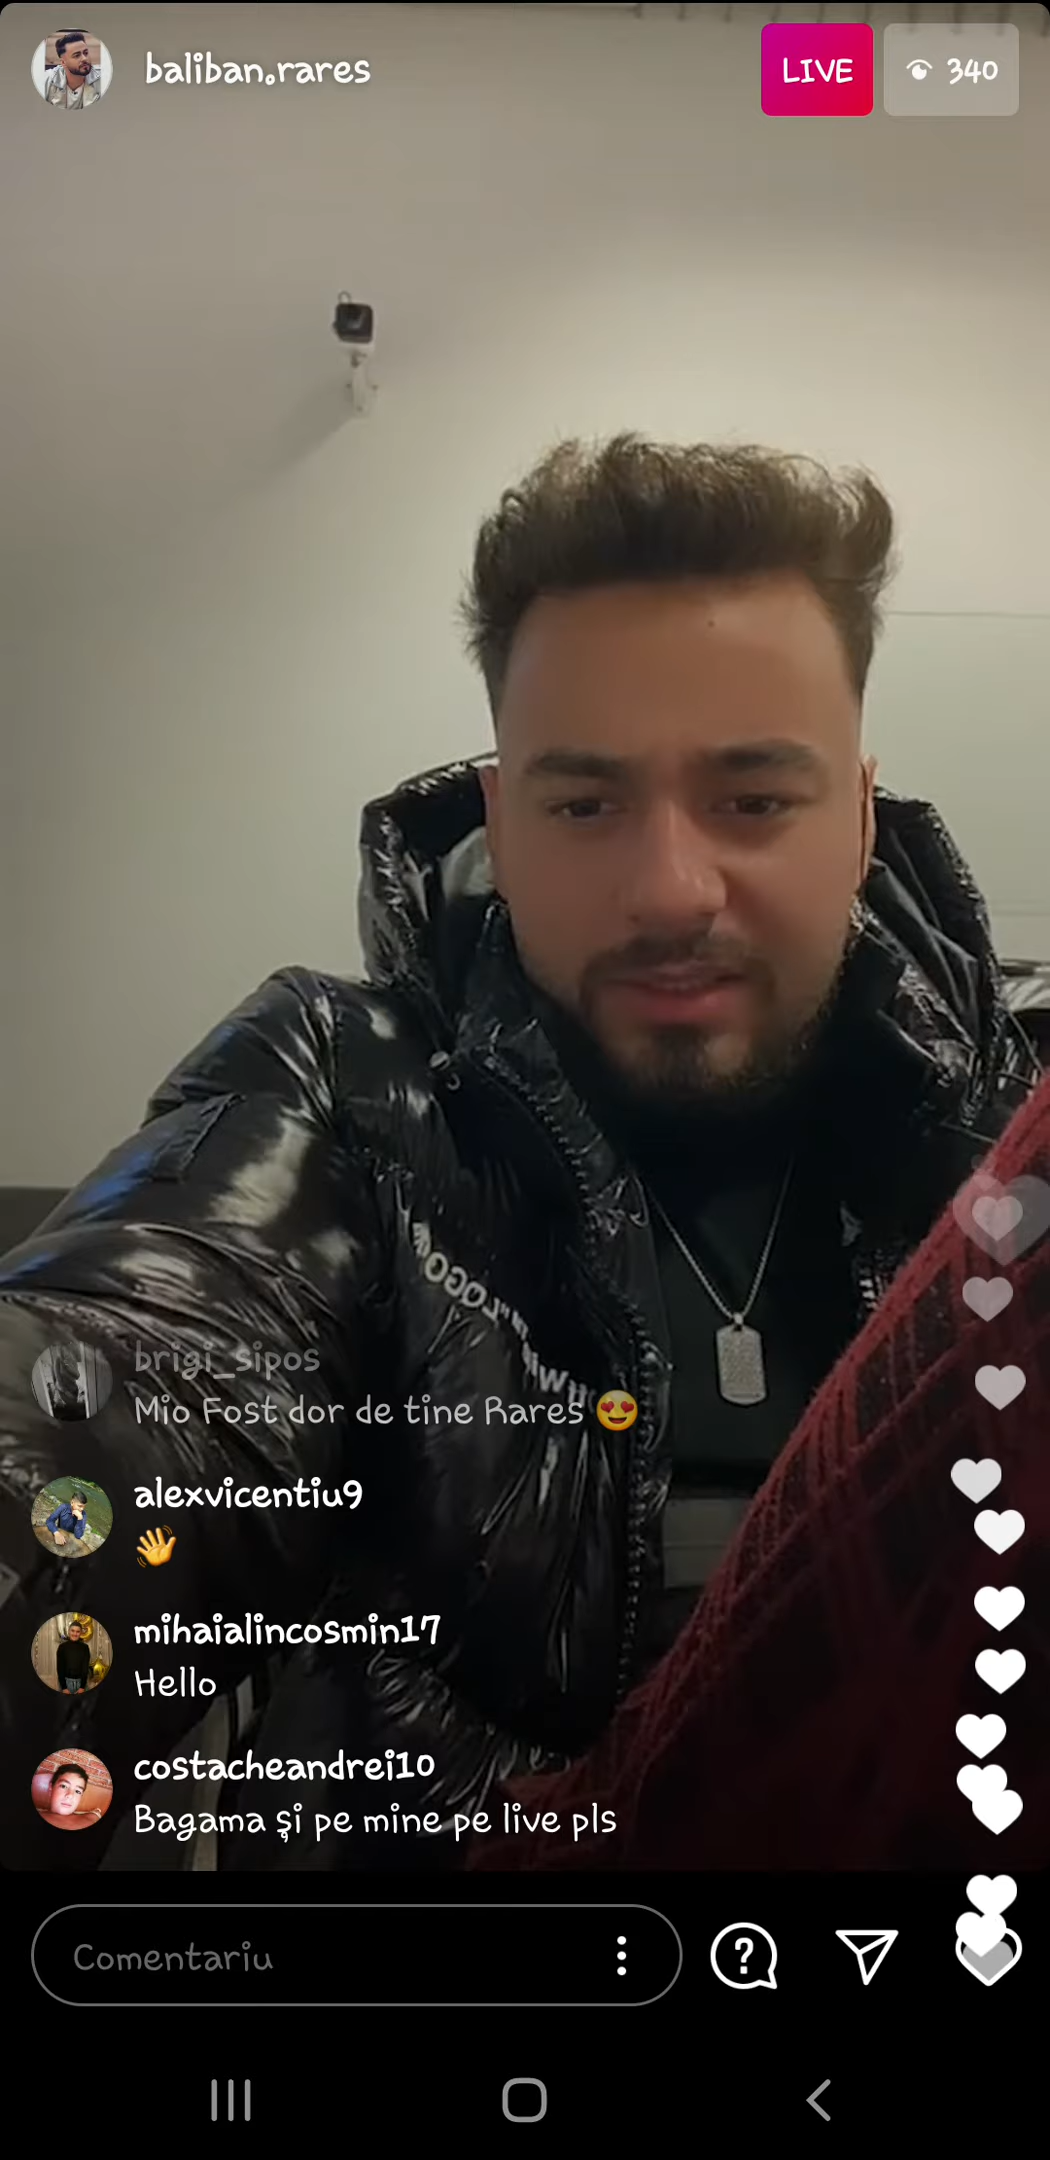 baliban.rares
LIVE
340
"LOGO"
brigi_sipos
Mio Fost dor de tine Rares 😍
alexvicentiu9
👋
mihaialincosmin17
Hello
costacheandrei10
Bagama și pe mine pe live pls
Comentariu